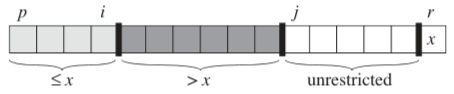 p i j r
x
≤ x > x unrestricted